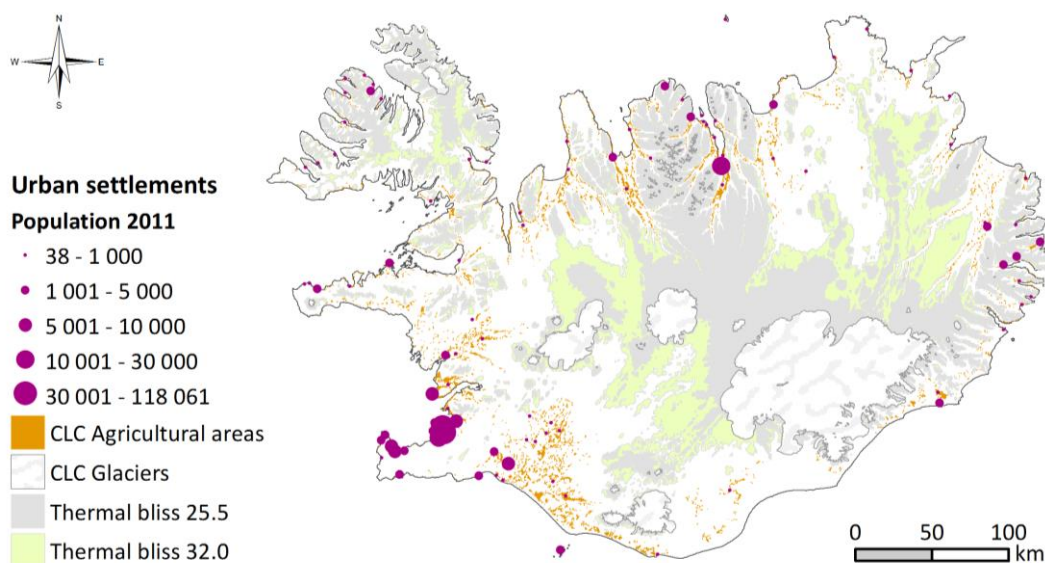 N
W E
S
Urban settlements
Population 2011
38 - 1 000
1 001 - 5 000
5 001 - 10 000
10 001 - 30 000
30 001 - 118 061
CLC Agricultural areas
CLC Glaciers
Thermal bliss 25.5
Thermal bliss 32.0
0 50 100
km